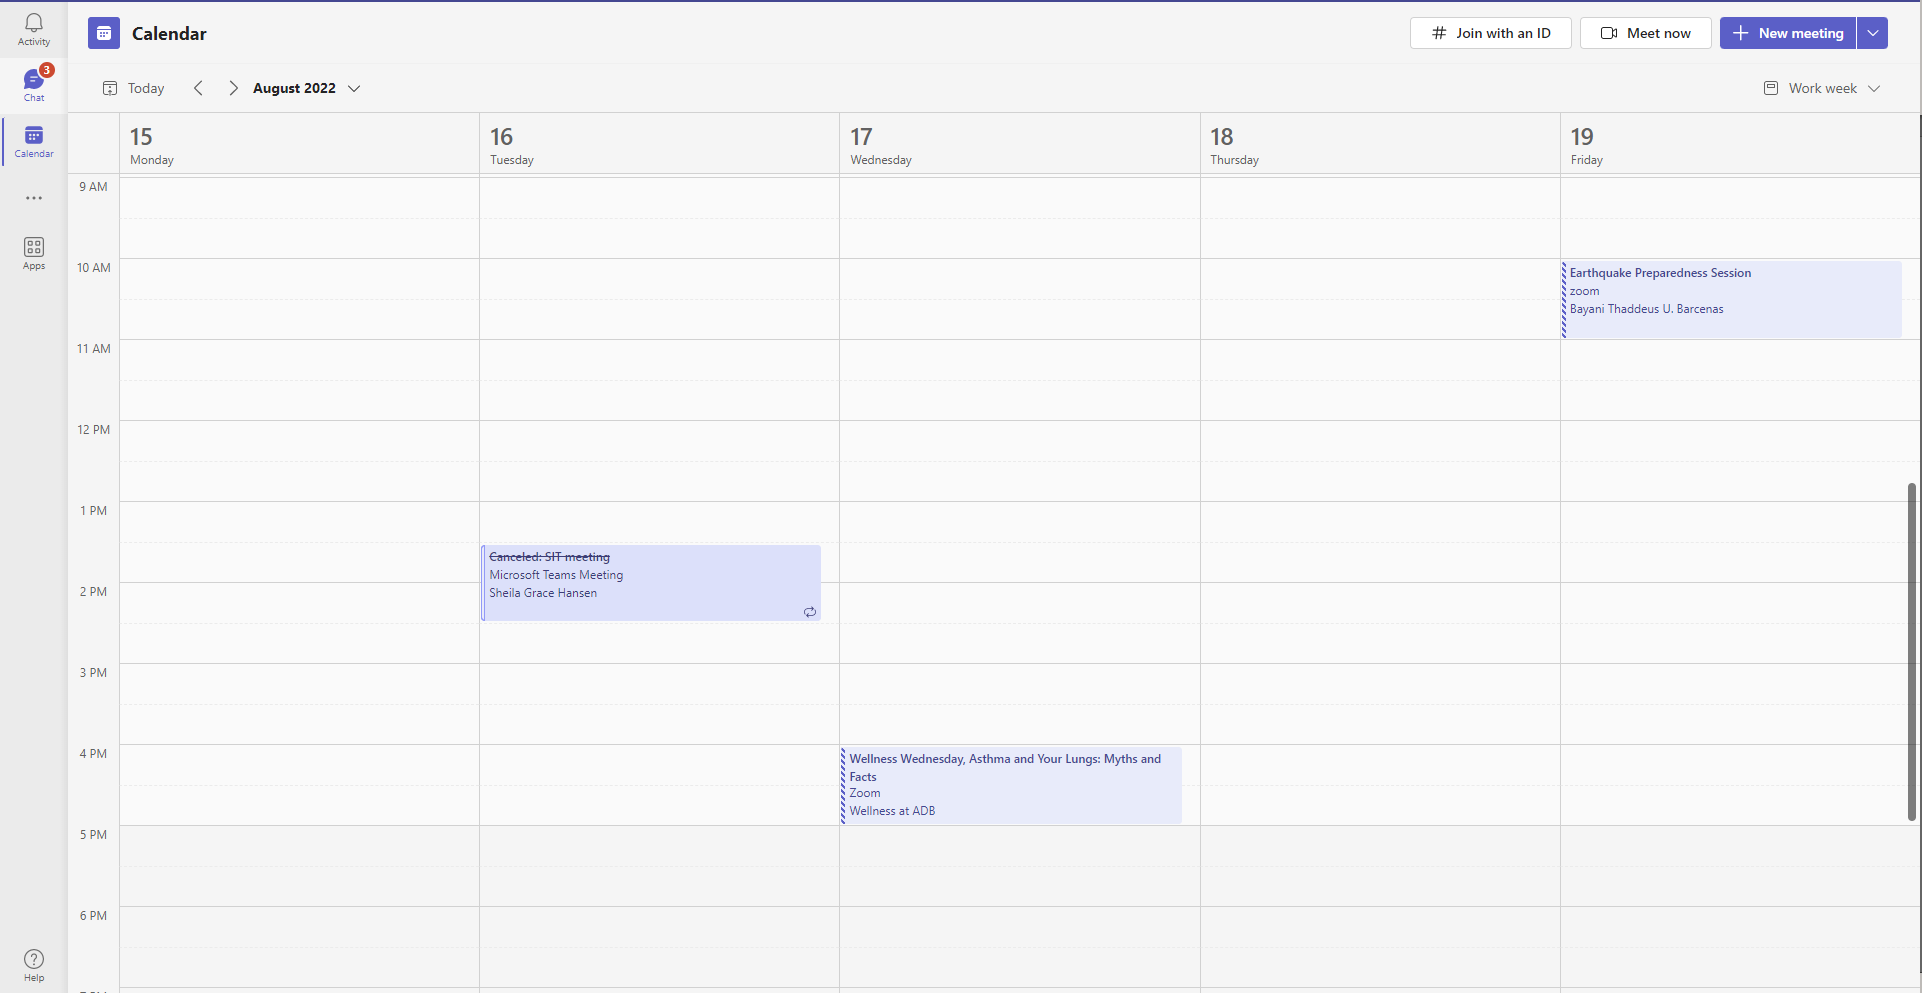 Activity
3
Chat
Calendar
Apps
Help
Calendar
Join with an ID
Meet now
New meeting
Today
August 2022
Work week
15
Monday
16
Tuesday
17
Wednesday
18
Thursday
19
Friday
9 AM
10 AM
11 AM
12 PM
1 PM
2 PM
3 PM
4 PM
5 PM
6 PM
Canceled: SIT meeting
Microsoft Teams Meeting
Sheila Grace Hansen
Wellness Wednesday, Asthma and Your Lungs: Myths and
Facts
Zoom
Wellness at ADB
Earthquake Preparedness Session
zoom
Bayani Thaddeus U. Barcenas